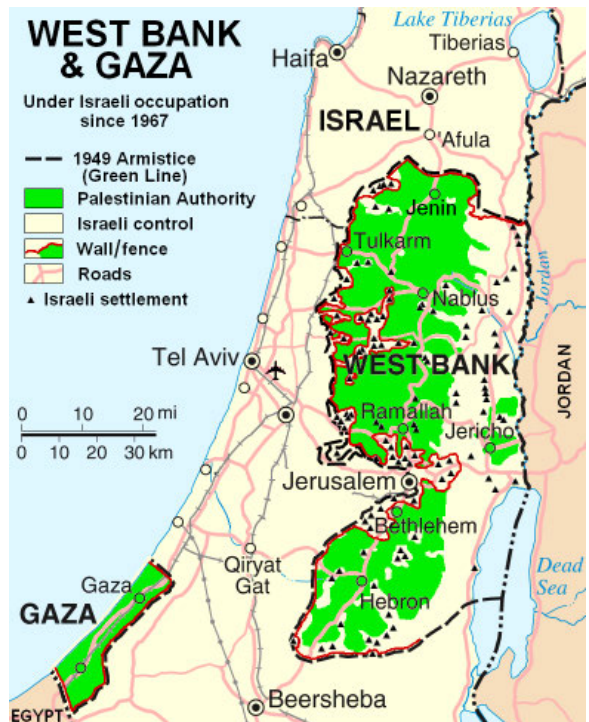 WEST BANK
& GAZA
Under Israeli occupation
since 1967
1949 Armistice
(Green Line)
Palestinian Authority
Israeli control
Wall/fence
Roads
Israeli settlement
Lake Tiberias
Tiberias
Haifa
Nazareth
ISRAEL
'Afula
Jenin
Tulkarm
Nablus
Jordan
Tel Aviv
WEST BANK
JORDAN
0 10 20 mi
0 10 20 30 km
Ramallah
Jericho
Jerusalem
Bethlehem
Qiryat
Gat
Dead
Sea
Gaza
GAZA
Hebron
Beersheba
EGYPT